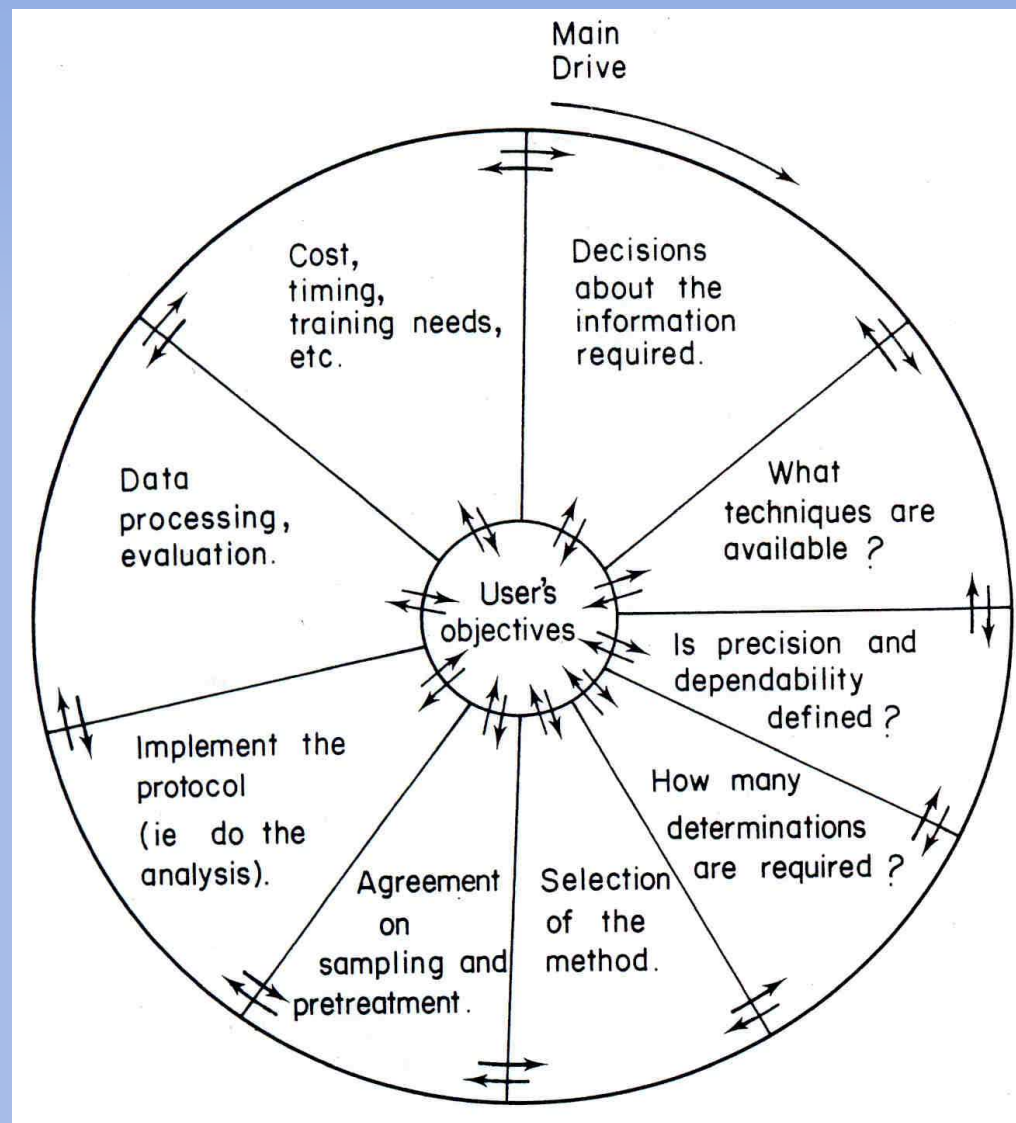 Main
Drive
Decisions
about the
information
required.
What
techniques are
available ?
Is precision and
dependability
defined ?
How many
determinations
are required ?
Selection
of the
method.
Agreement
on
sampling and
pretreatment.
Implement the
protocol
(ie do the
analysis).
Data
processing,
evaluation.
Cost,
timing,
training needs,
etc.
User's
objectives